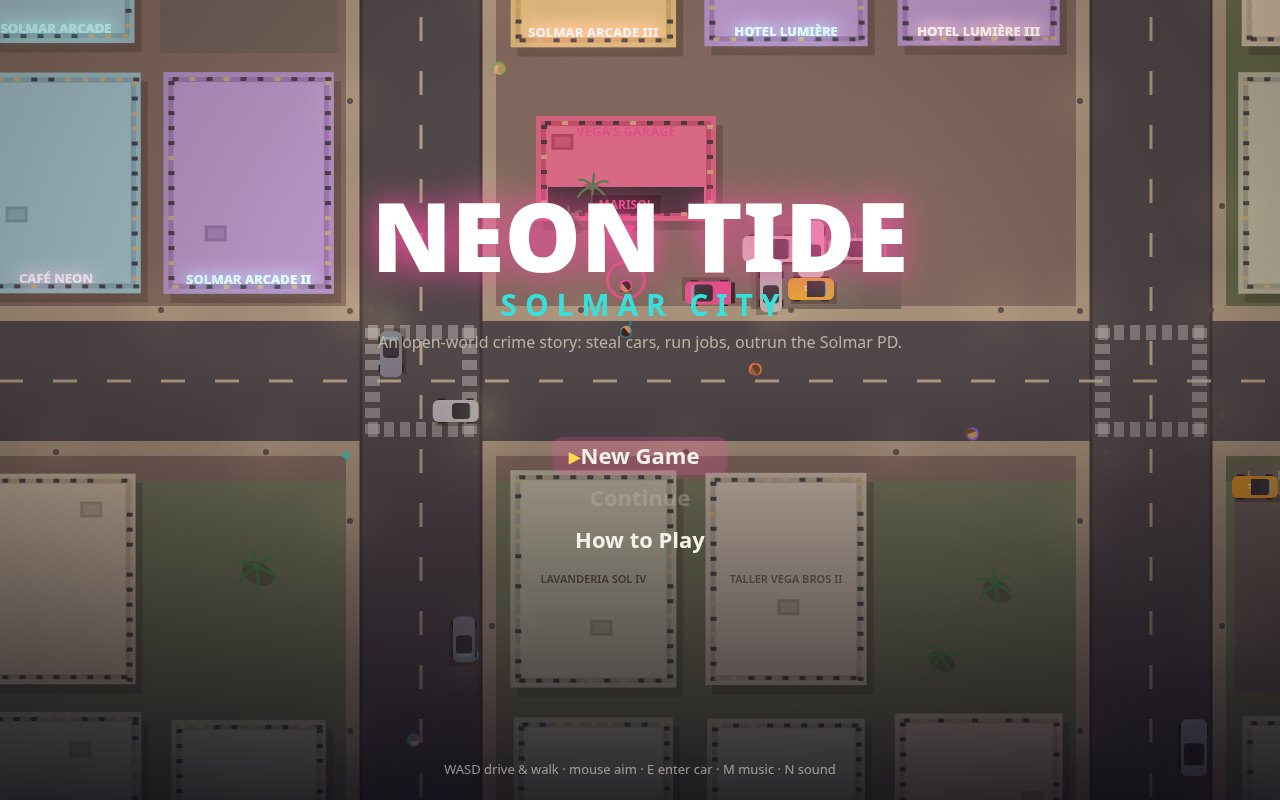 SOLMAR ARCADE
SOLMAR ARCADE III
HOTEL LUMIÈRE
HOTEL LUMIÈRE III
VEGA'S GARAGE
MARISOL
NEON TIDE
CAFÉ NEON
SOLMAR ARCADE II
SOLMAR CITY
An open-world crime story: steal cars, run jobs, outrun the Solmar PD.
▸New Game
Continue
How to Play
LAVANDERIA SOL IV
TALLER VEGA BROS II
WASD drive & walk · mouse aim · E enter car · M music · N sound